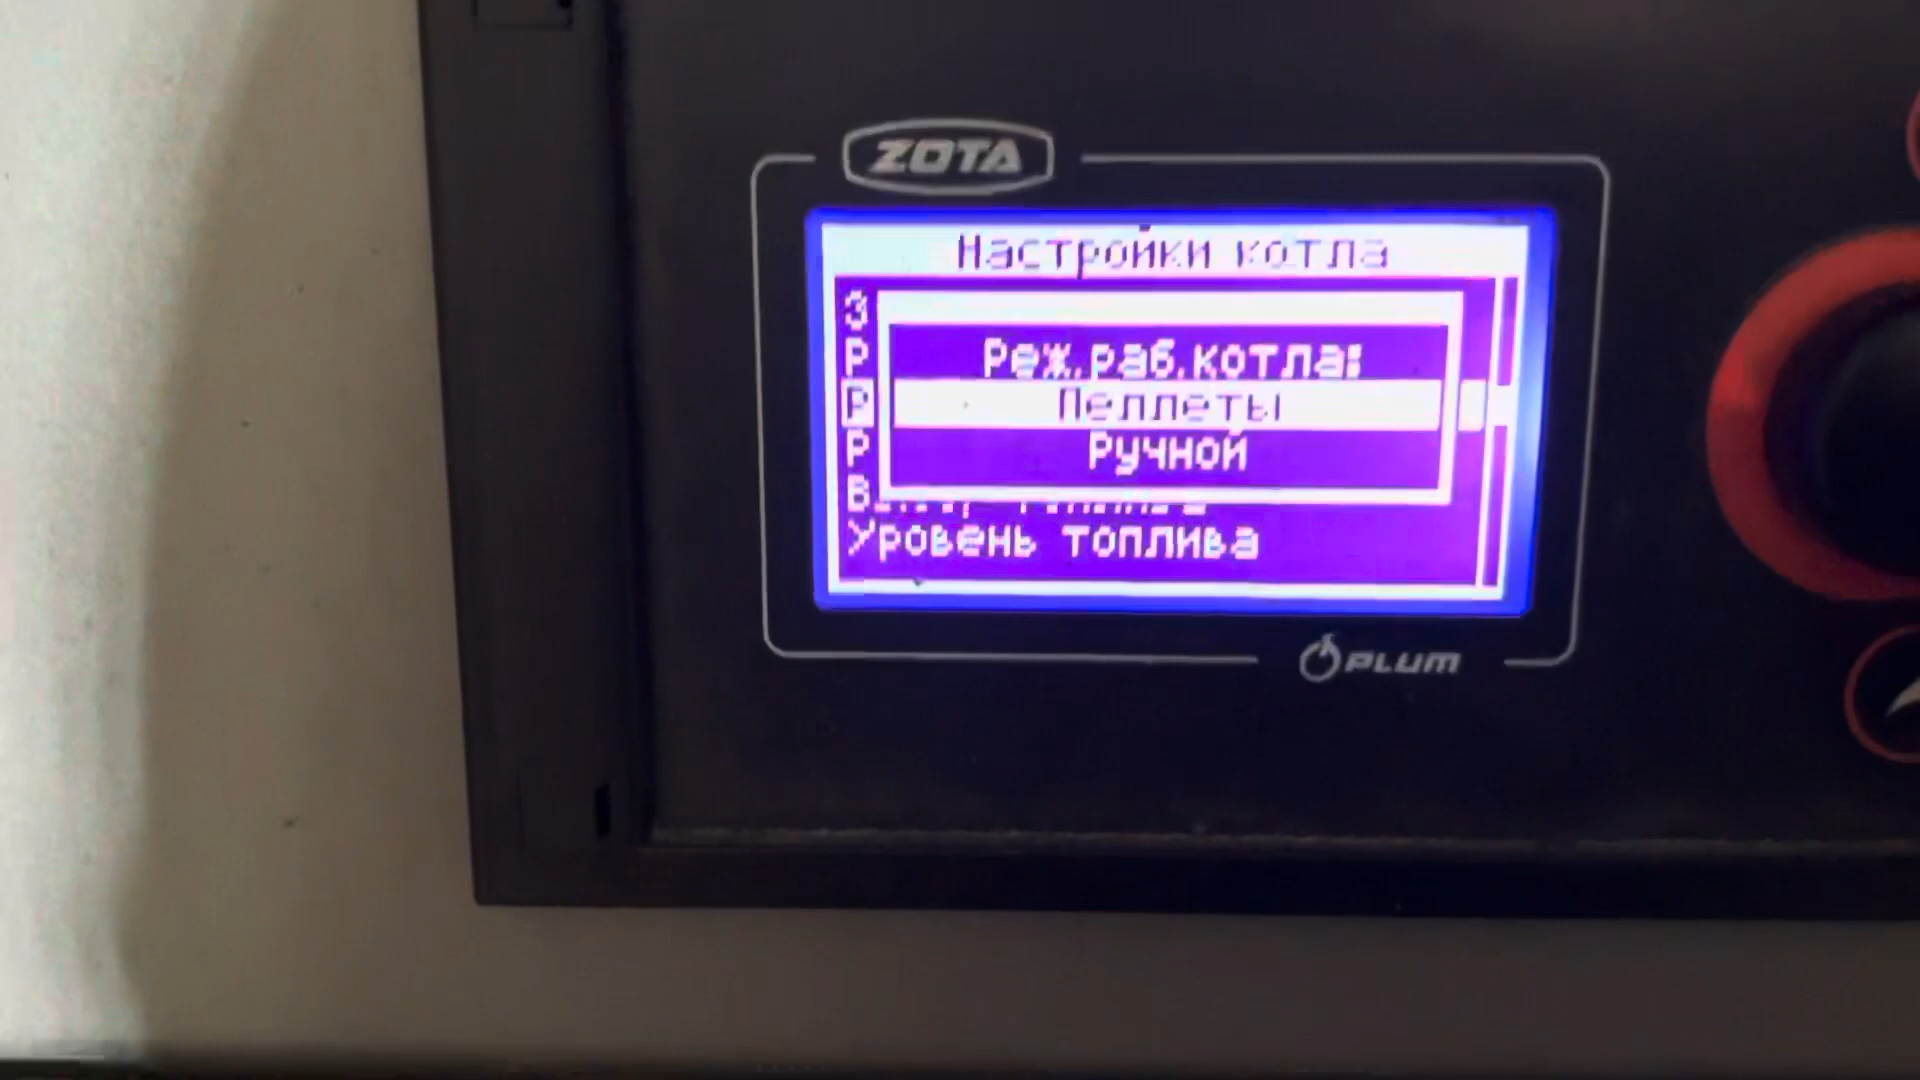 ZOTA
Настройки котла
З
Р
Реж.раб.котла:
Р
Пеллеты
Р
Ручной
В
Уровень топлива
PLUM